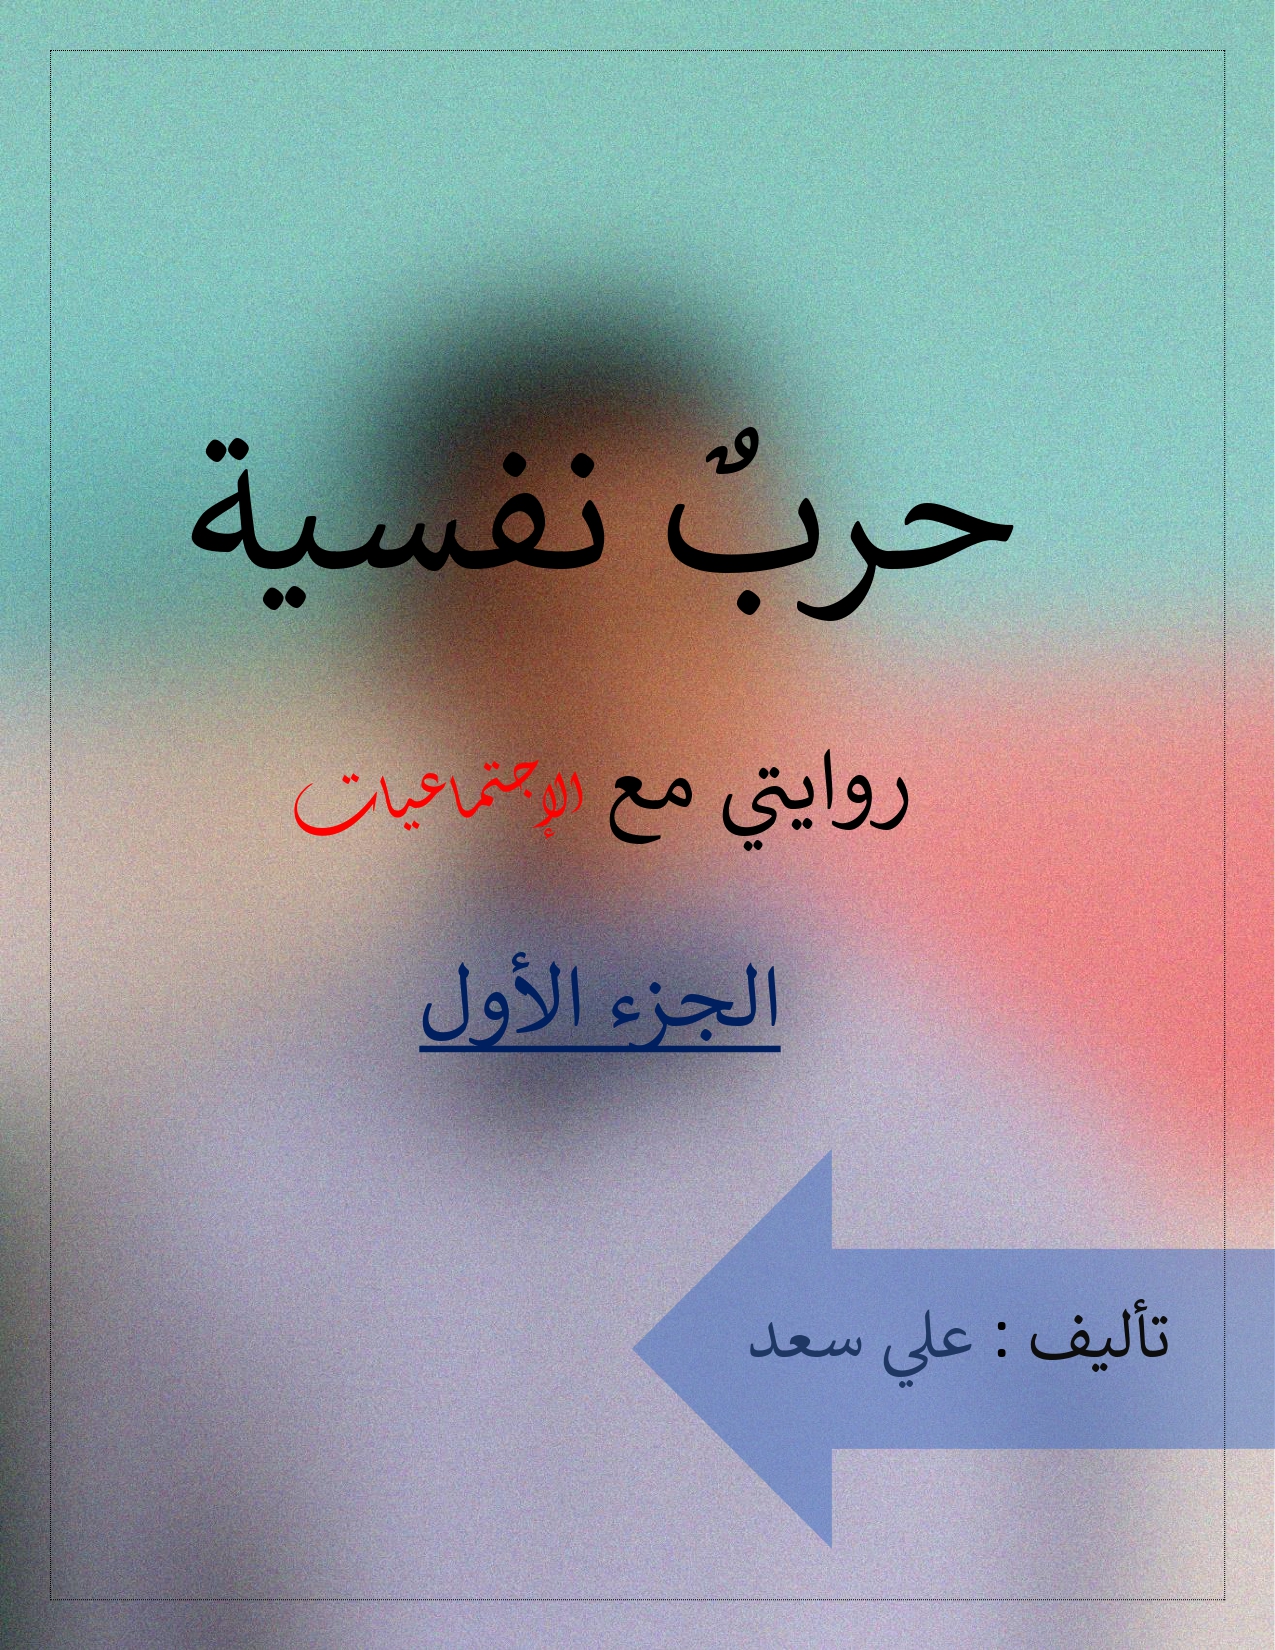 حربٌ نفسية
روايتي مع الإجتماعيات
الجزء الأول
تأليف : علي سعد